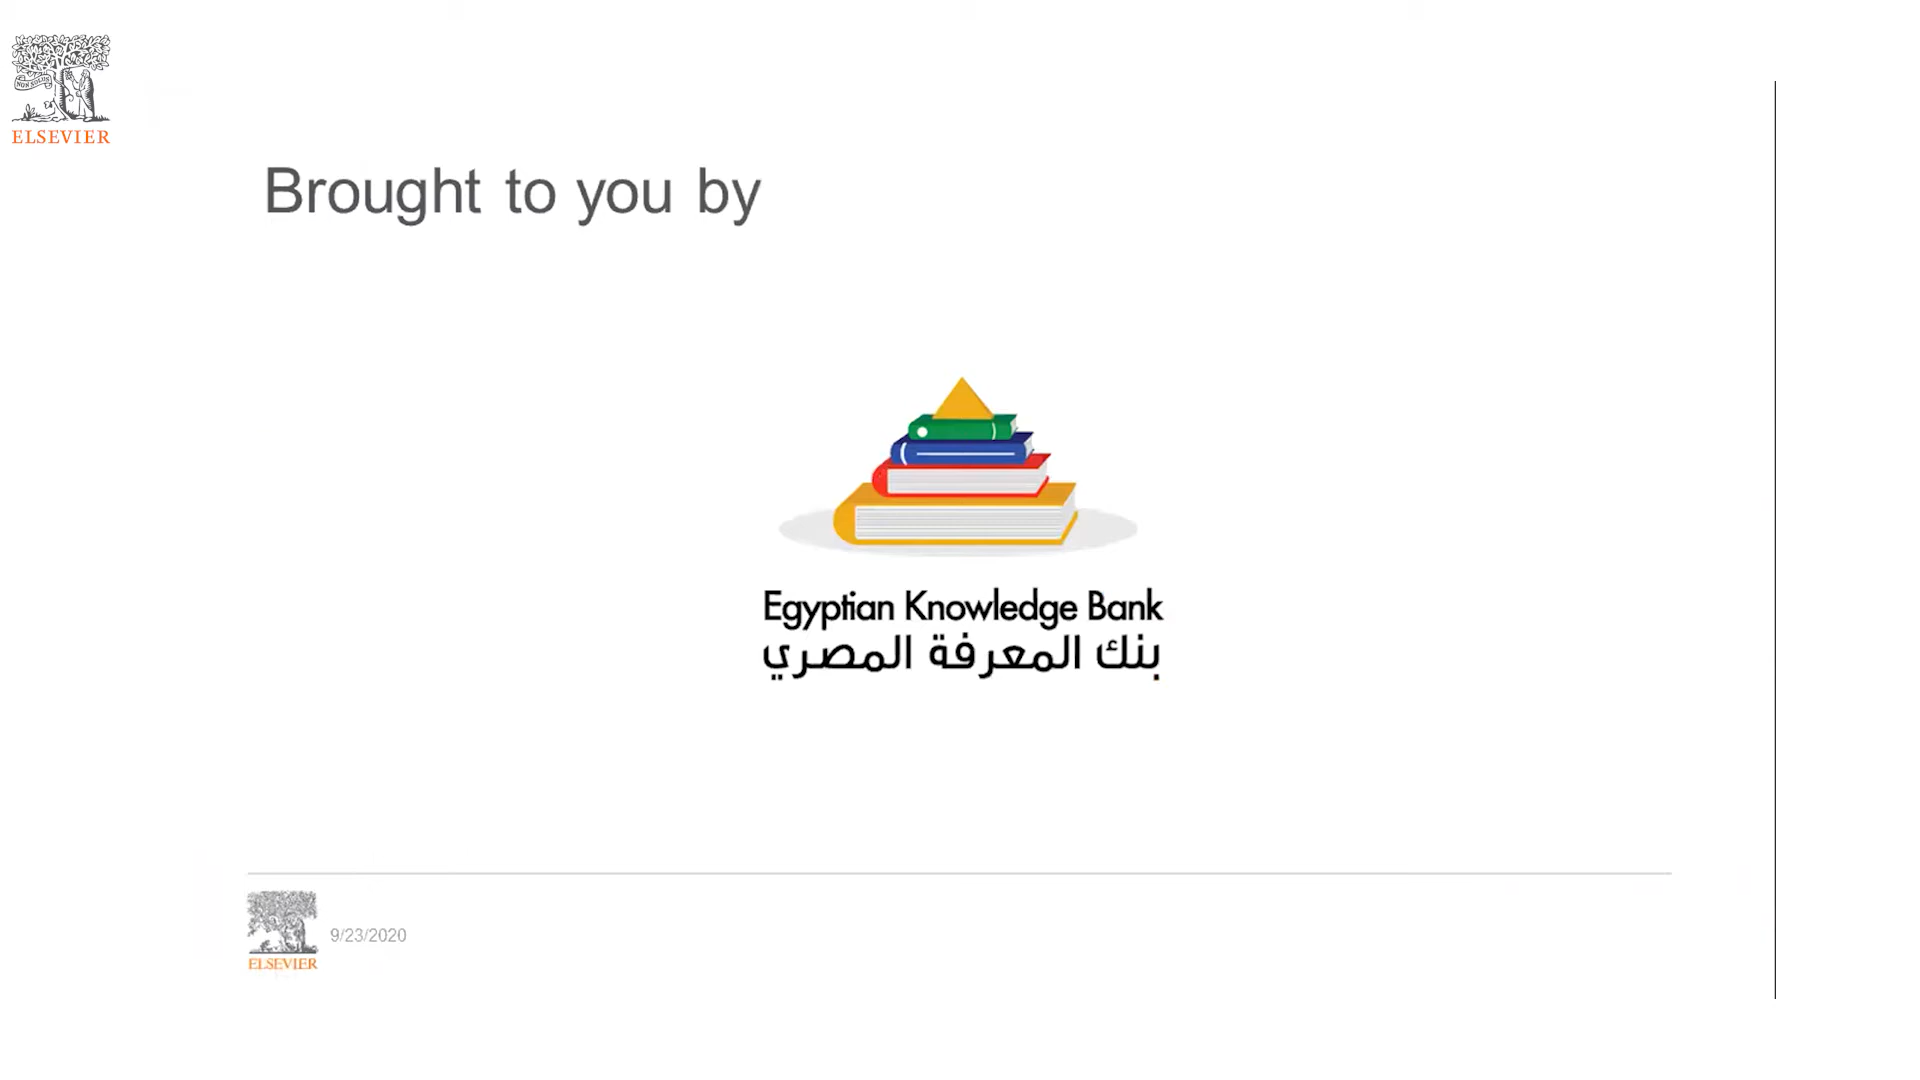 ELSEVIER
Brought to you by
Egyptian Knowledge Bank
بنك المعرفة المصري
9/23/2020
ELSEVIER